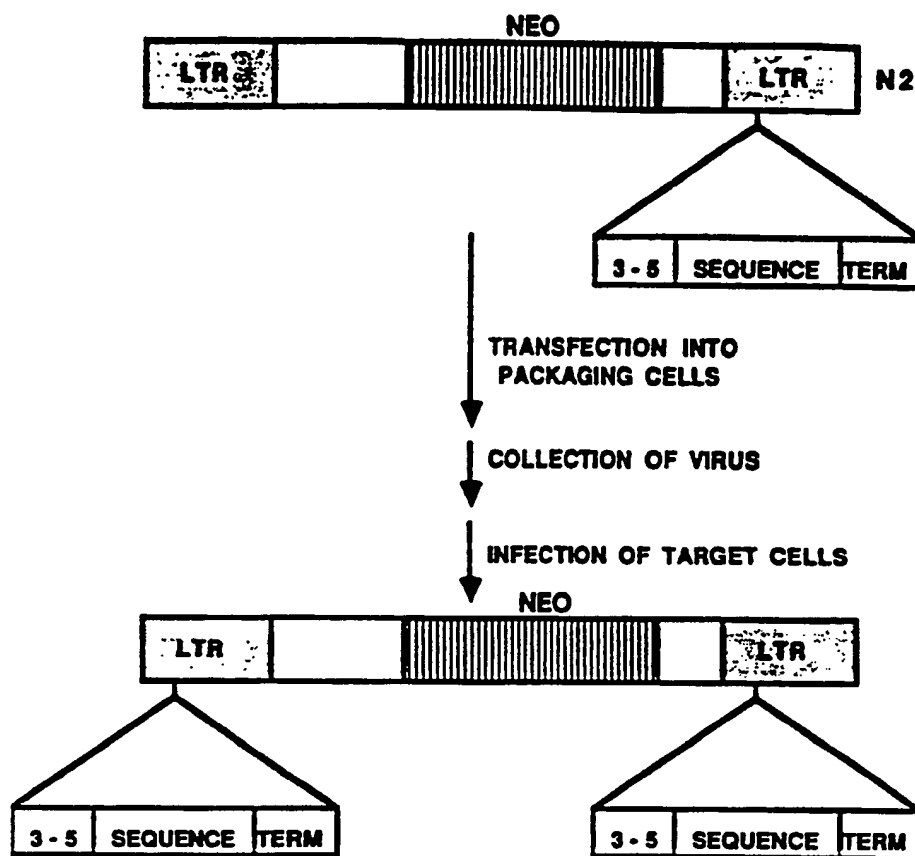 NEO
LTR LTR N2
3 - 5 SEQUENCE TERM
TRANSFECTION INTO
PACKAGING CELLS
COLLECTION OF VIRUS
INFECTION OF TARGET CELLS
NEO
LTR LTR
3 - 5 SEQUENCE TERM 3 - 5 SEQUENCE TERM